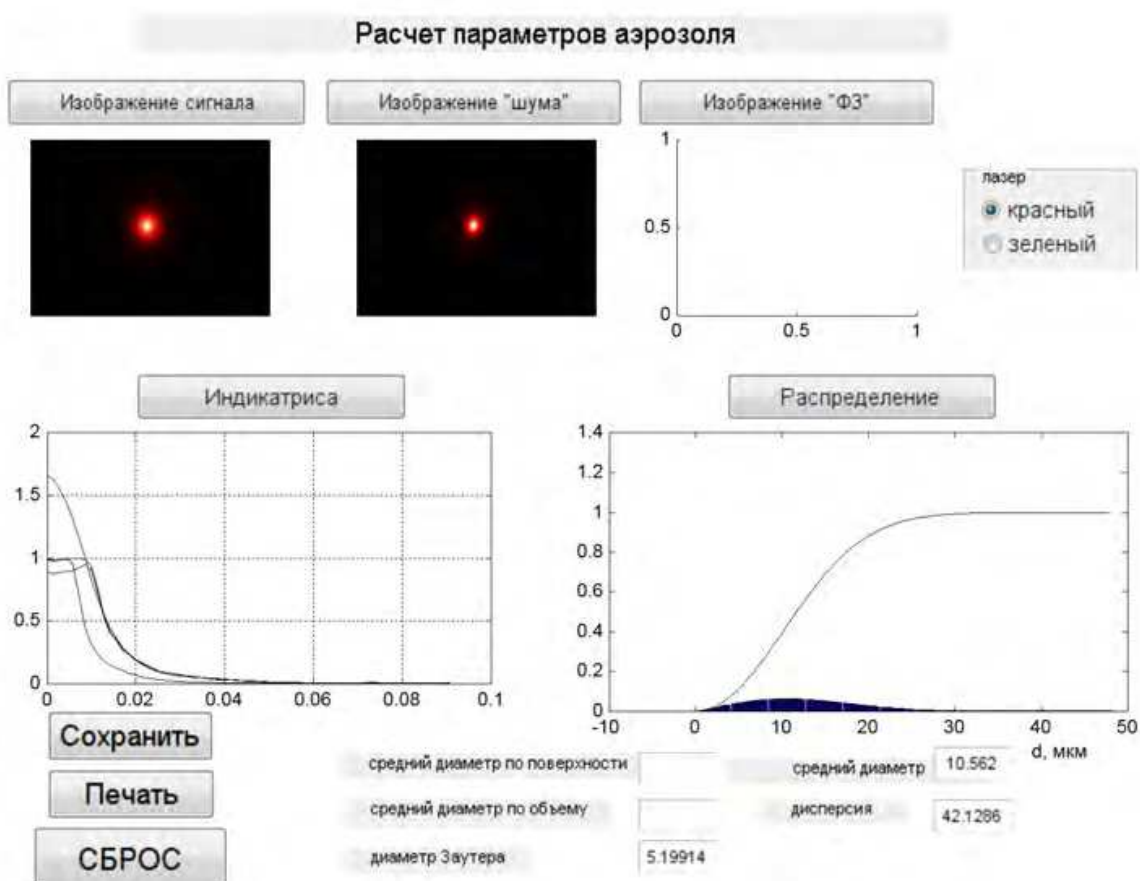 Расчет параметров аэрозоля
Изображение сигнала
Изображение "шума"
Изображение "ФЗ"
1
0.5
0
0
0.5
1
лазер
красный
зеленый
Индикатриса
Распределение
2
1.5
1
0.5
0
0
0.02
0.04
0.06
0.08
0.1
1.4
1.2
1
0.8
0.6
0.4
0.2
0
-10
0
10
20
30
40
50
d, мкм
Сохранить
Печать
СБРОС
средний диаметр по поверхности
средний диаметр 10.562
средний диаметр по объему
дисперсия 42.1286
диаметр Заутера 5.19914